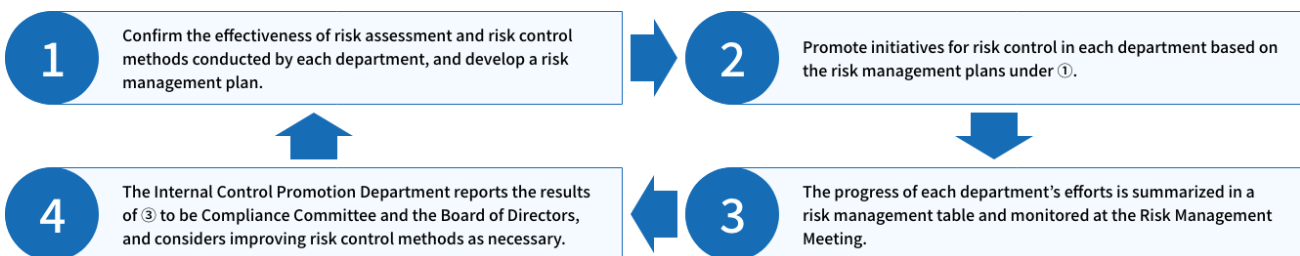 1
Confirm the effectiveness of risk assessment and risk control
methods conducted by each department, and develop a risk
management plan.
2
Promote initiatives for risk control in each department based on
the risk management plans under ①.
3
The progress of each department’s efforts is summarized in a
risk management table and monitored at the Risk Management
Meeting.
4
The Internal Control Promotion Department reports the results
of ③ to be Compliance Committee and the Board of Directors,
and considers improving risk control methods as necessary.